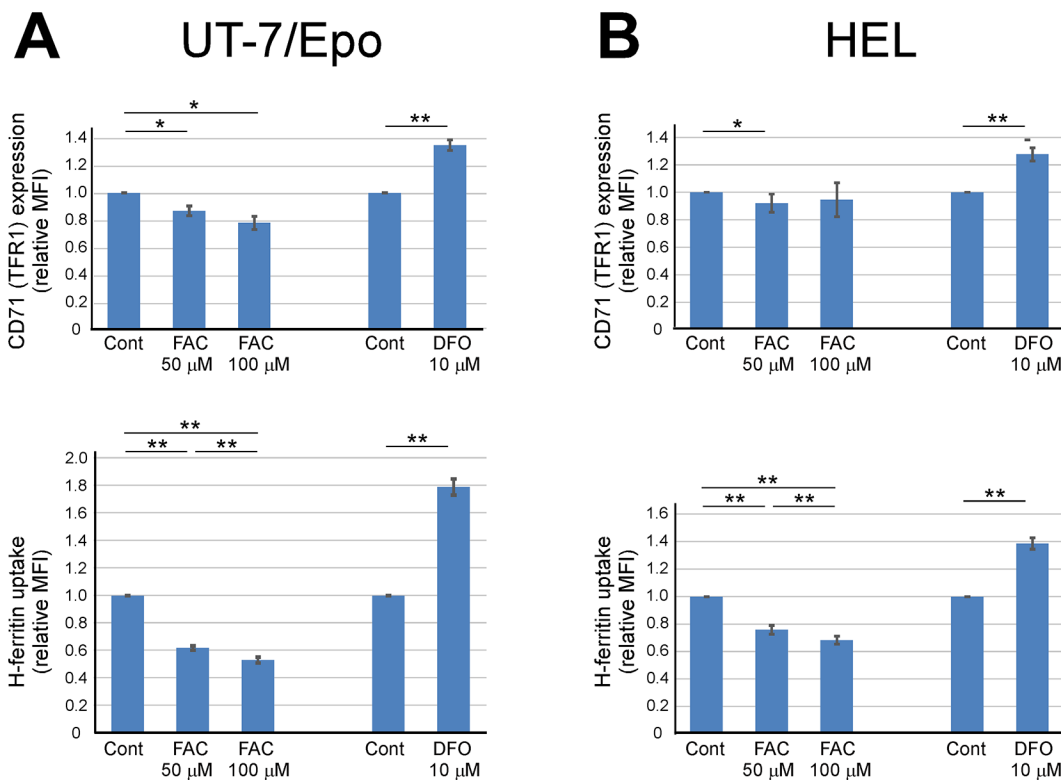 A
UT-7/Epo
CD71 (TFR1) expression
(relative MFI)
*
*
**
1.4
1.2
1.0
0.8
0.6
0.4
0.2
0
Cont
FAC
50 μM
FAC
100 μM
Cont
DFO
10 μM
H-ferritin uptake
(relative MFI)
**
**
**
**
2.0
1.8
1.6
1.4
1.2
1.0
0.8
0.6
0.4
0.2
0
Cont
FAC
50 μM
FAC
100 μM
Cont
DFO
10 μM
B
HEL
CD71 (TFR1) expression
(relative MFI)
*
**
1.4
1.2
1.0
0.8
0.6
0.4
0.2
0
Cont
FAC
50 μM
FAC
100 μM
Cont
DFO
10 μM
H-ferritin uptake
(relative MFI)
**
**
**
**
1.6
1.4
1.2
1.0
0.8
0.6
0.4
0.2
0
Cont
FAC
50 μM
FAC
100 μM
Cont
DFO
10 μM